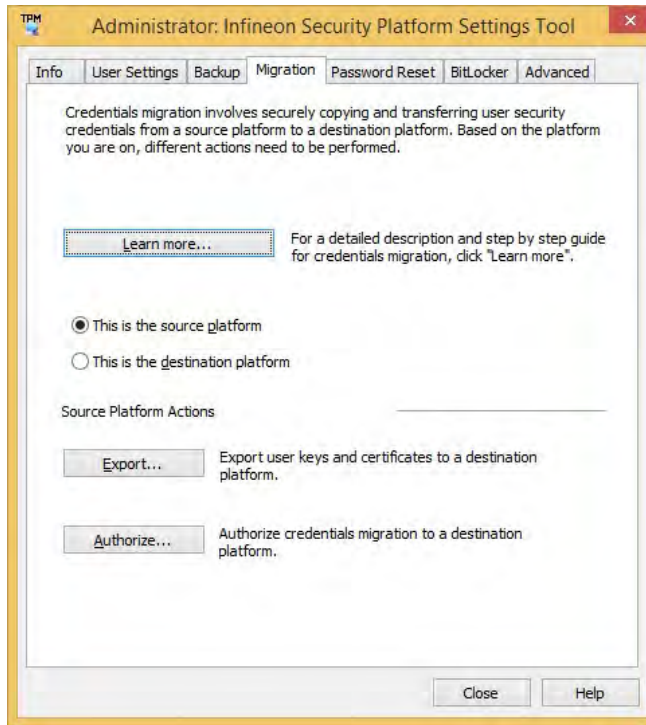 TPM
Administrator: Infineon Security Platform Settings Tool
Info User Settings Backup Migration Password Reset BitLocker Advanced
Credentials migration involves securely copying and transferring user security
credentials from a source platform to a destination platform. Based on the platform
you are on, different actions need to be performed.
Learn more...
For a detailed description and step by step guide
for credentials migration, click "Learn more".
This is the source platform
This is the destination platform
Source Platform Actions
Export...
Export user keys and certificates to a destination
platform.
Authorize...
Authorize credentials migration to a destination
platform.
Close Help